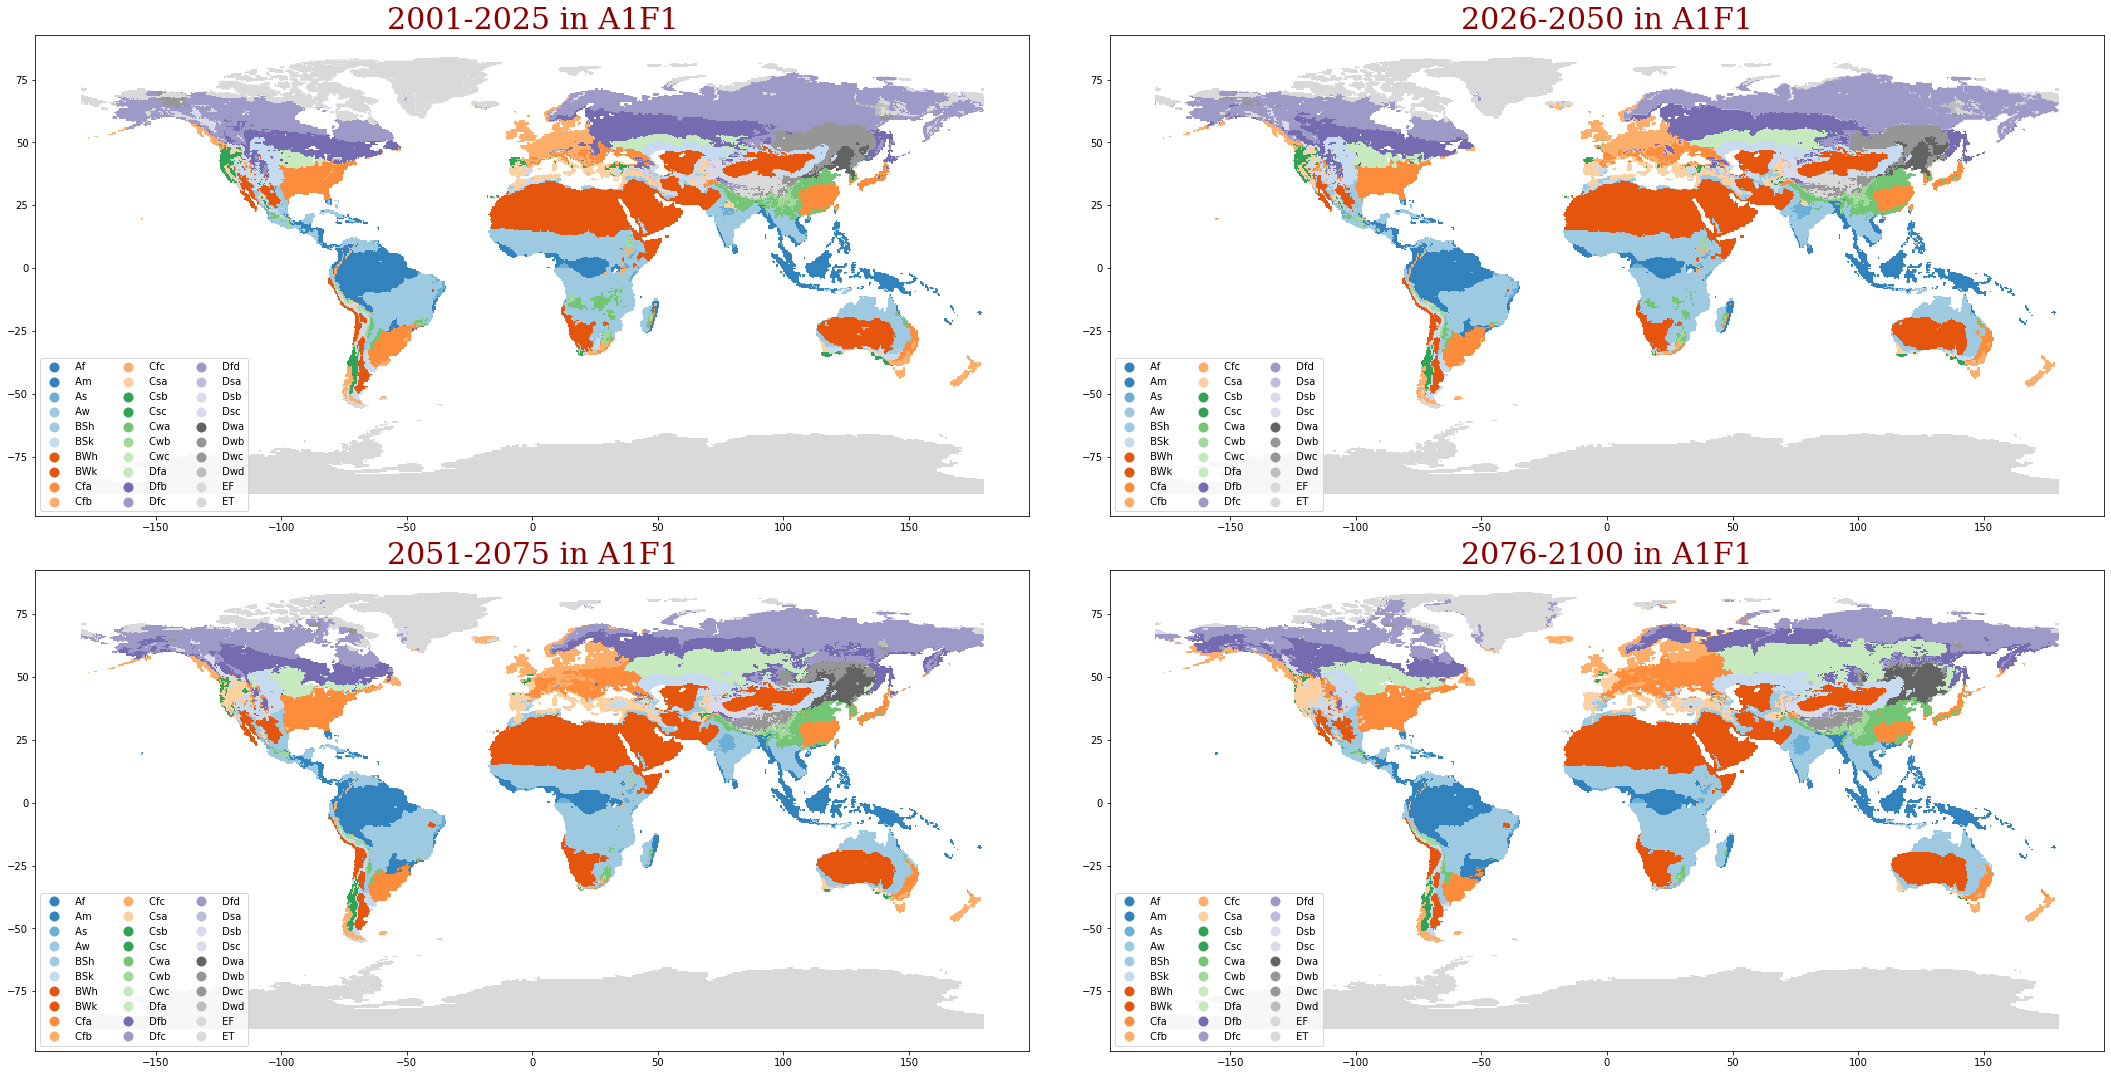 2001-2025 in A1F1
75
50
25
0
−25
−50
−75
Af Cfc Dfd
Am Csa Dsa
As Csb Dsb
Aw Csc Dsc
BSh Cwa Dwa
BSk Cwb Dwb
BWh Cwc Dwc
BWk Dfa Dwd
Cfa Dfb EF
Cfb Dfc ET
−150 −100 −50 0 50 100 150
2026-2050 in A1F1
75
50
25
0
−25
−50
−75
Af Cfc Dfd
Am Csa Dsa
As Csb Dsb
Aw Csc Dsc
BSh Cwa Dwa
BSk Cwb Dwb
BWh Cwc Dwc
BWk Dfa Dwd
Cfa Dfb EF
Cfb Dfc ET
−150 −100 −50 0 50 100 150
2051-2075 in A1F1
75
50
25
0
−25
−50
−75
Af Cfc Dfd
Am Csa Dsa
As Csb Dsb
Aw Csc Dsc
BSh Cwa Dwa
BSk Cwb Dwb
BWh Cwc Dwc
BWk Dfa Dwd
Cfa Dfb EF
Cfb Dfc ET
−150 −100 −50 0 50 100 150
2076-2100 in A1F1
75
50
25
0
−25
−50
−75
Af Cfc Dfd
Am Csa Dsa
As Csb Dsb
Aw Csc Dsc
BSh Cwa Dwa
BSk Cwb Dwb
BWh Cwc Dwc
BWk Dfa Dwd
Cfa Dfb EF
Cfb Dfc ET
−150 −100 −50 0 50 100 150